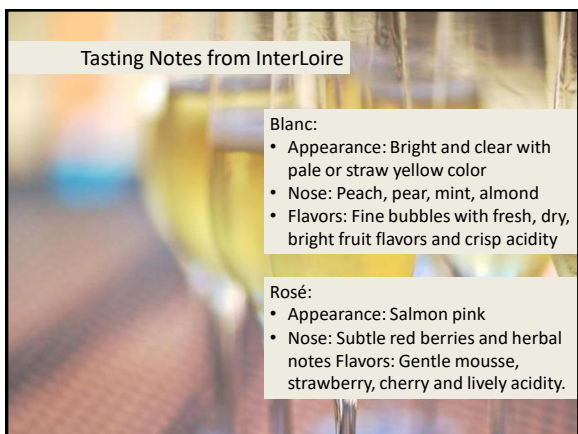 Tasting Notes from InterLoire
Blanc:
• Appearance: Bright and clear with
pale or straw yellow color
• Nose: Peach, pear, mint, almond
• Flavors: Fine bubbles with fresh, dry,
bright fruit flavors and crisp acidity
Rosé:
• Appearance: Salmon pink
• Nose: Subtle red berries and herbal
notes Flavors: Gentle mousse,
strawberry, cherry and lively acidity.